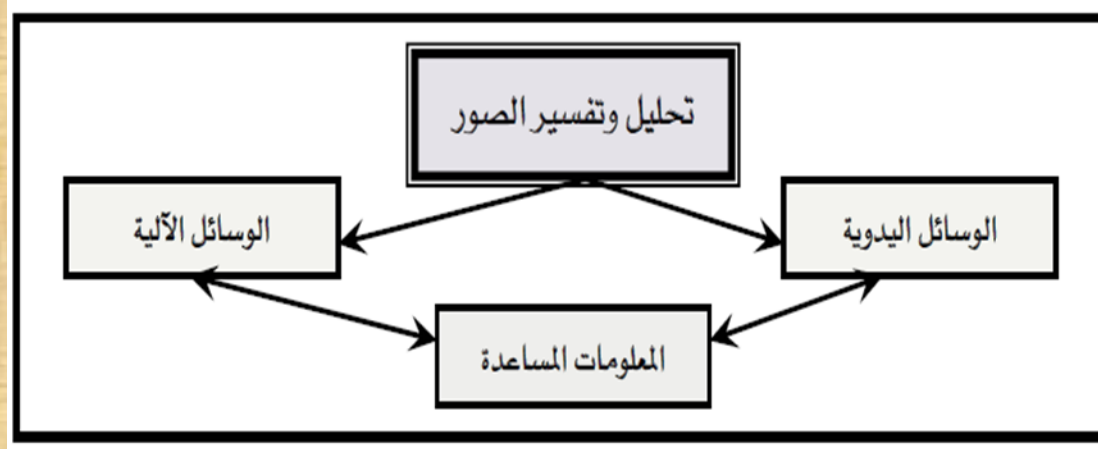 تحليل وتفسير الصور
الوسائل اليدوية
الوسائل الآلية
المعلومات المساعدة